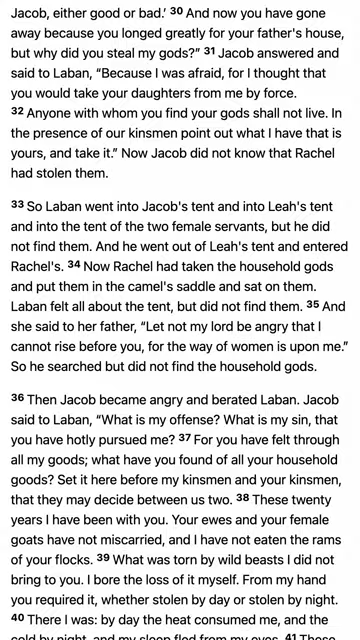 Jacob, either good or bad.’ 30 And now you have gone
away because you longed greatly for your father's house,
but why did you steal my gods?” 31 Jacob answered and
said to Laban, “Because I was afraid, for I thought that
you would take your daughters from me by force.
32 Anyone with whom you find your gods shall not live. In
the presence of our kinsmen point out what I have that is
yours, and take it.” Now Jacob did not know that Rachel
had stolen them.
33 So Laban went into Jacob's tent and into Leah's tent
and into the tent of the two female servants, but he did
not find them. And he went out of Leah's tent and entered
Rachel's. 34 Now Rachel had taken the household gods
and put them in the camel's saddle and sat on them.
Laban felt all about the tent, but did not find them. 35 And
she said to her father, “Let not my lord be angry that I
cannot rise before you, for the way of women is upon me.”
So he searched but did not find the household gods.
36 Then Jacob became angry and berated Laban. Jacob
said to Laban, “What is my offense? What is my sin, that
you have hotly pursued me? 37 For you have felt through
all my goods; what have you found of all your household
goods? Set it here before my kinsmen and your kinsmen,
that they may decide between us two. 38 These twenty
years I have been with you. Your ewes and your female
goats have not miscarried, and I have not eaten the rams
of your flocks. 39 What was torn by wild beasts I did not
bring to you. I bore the loss of it myself. From my hand
you required it, whether stolen by day or stolen by night.
40 There I was: by day the heat consumed me, and the
cold by night, and my sleep fled from my eyes. 41 These